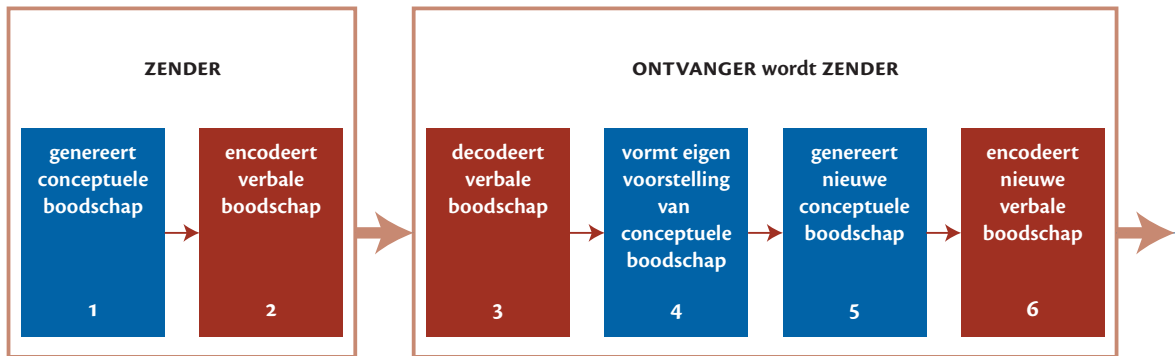 ZENDER
genereert
conceptuele
boodschap
1
encodeert
verbale
boodschap
2
ONTVANGER wordt ZENDER
decodeert
verbale
boodschap
3
vormt eigen
voorstelling
van
conceptuele
boodschap
4
genereert
nieuwe
conceptuele
boodschap
5
encodeert
nieuwe
verbale
boodschap
6